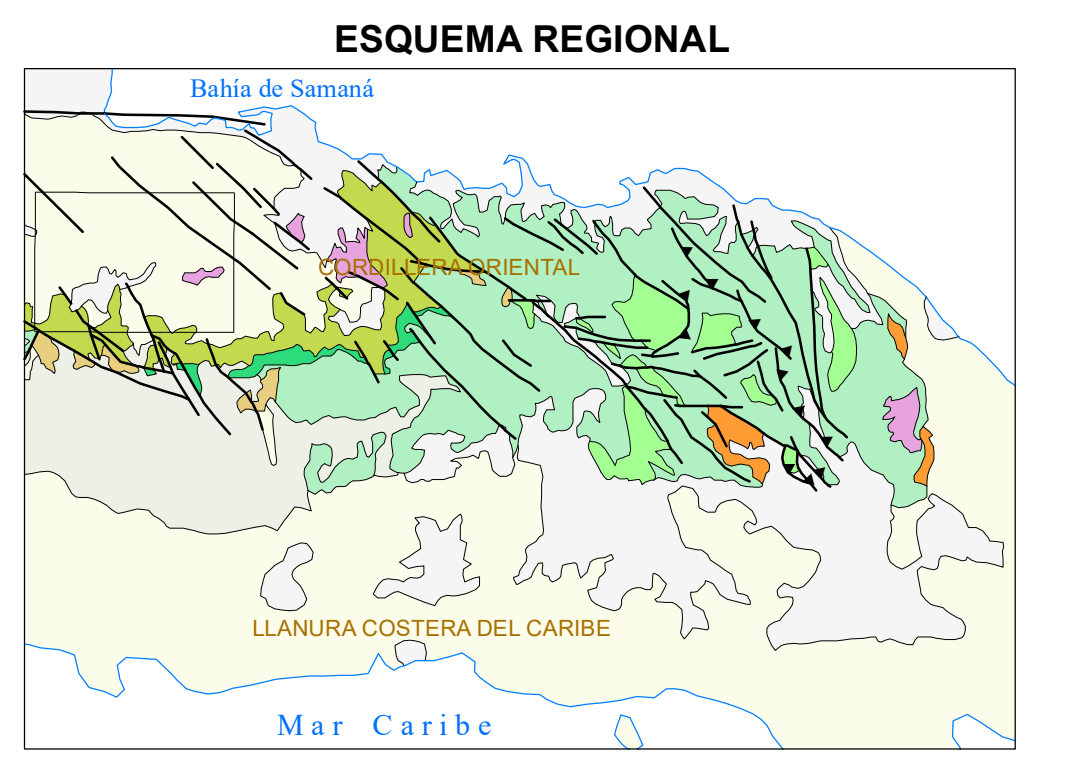 ESQUEMA REGIONAL
Bahía de Samaná
CORDILLERA ORIENTAL
LLANURA COSTERA DEL CARIBE
Mar Caribe